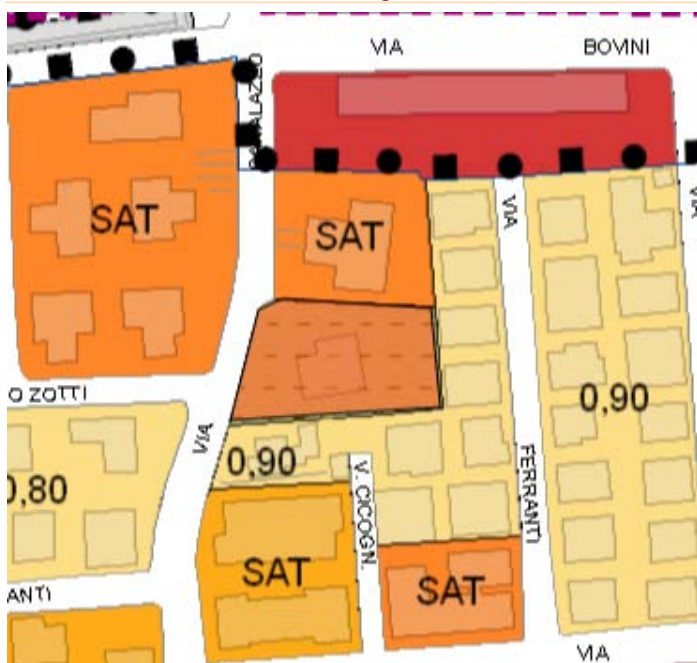 VIA BOVINI
SAT
SAT
VIA
O ZOTTI
VIA
0,90
0,90
0,80
V. CICOGN.
FERRANTI
SAT
SAT
ANTI
VIA
VIA